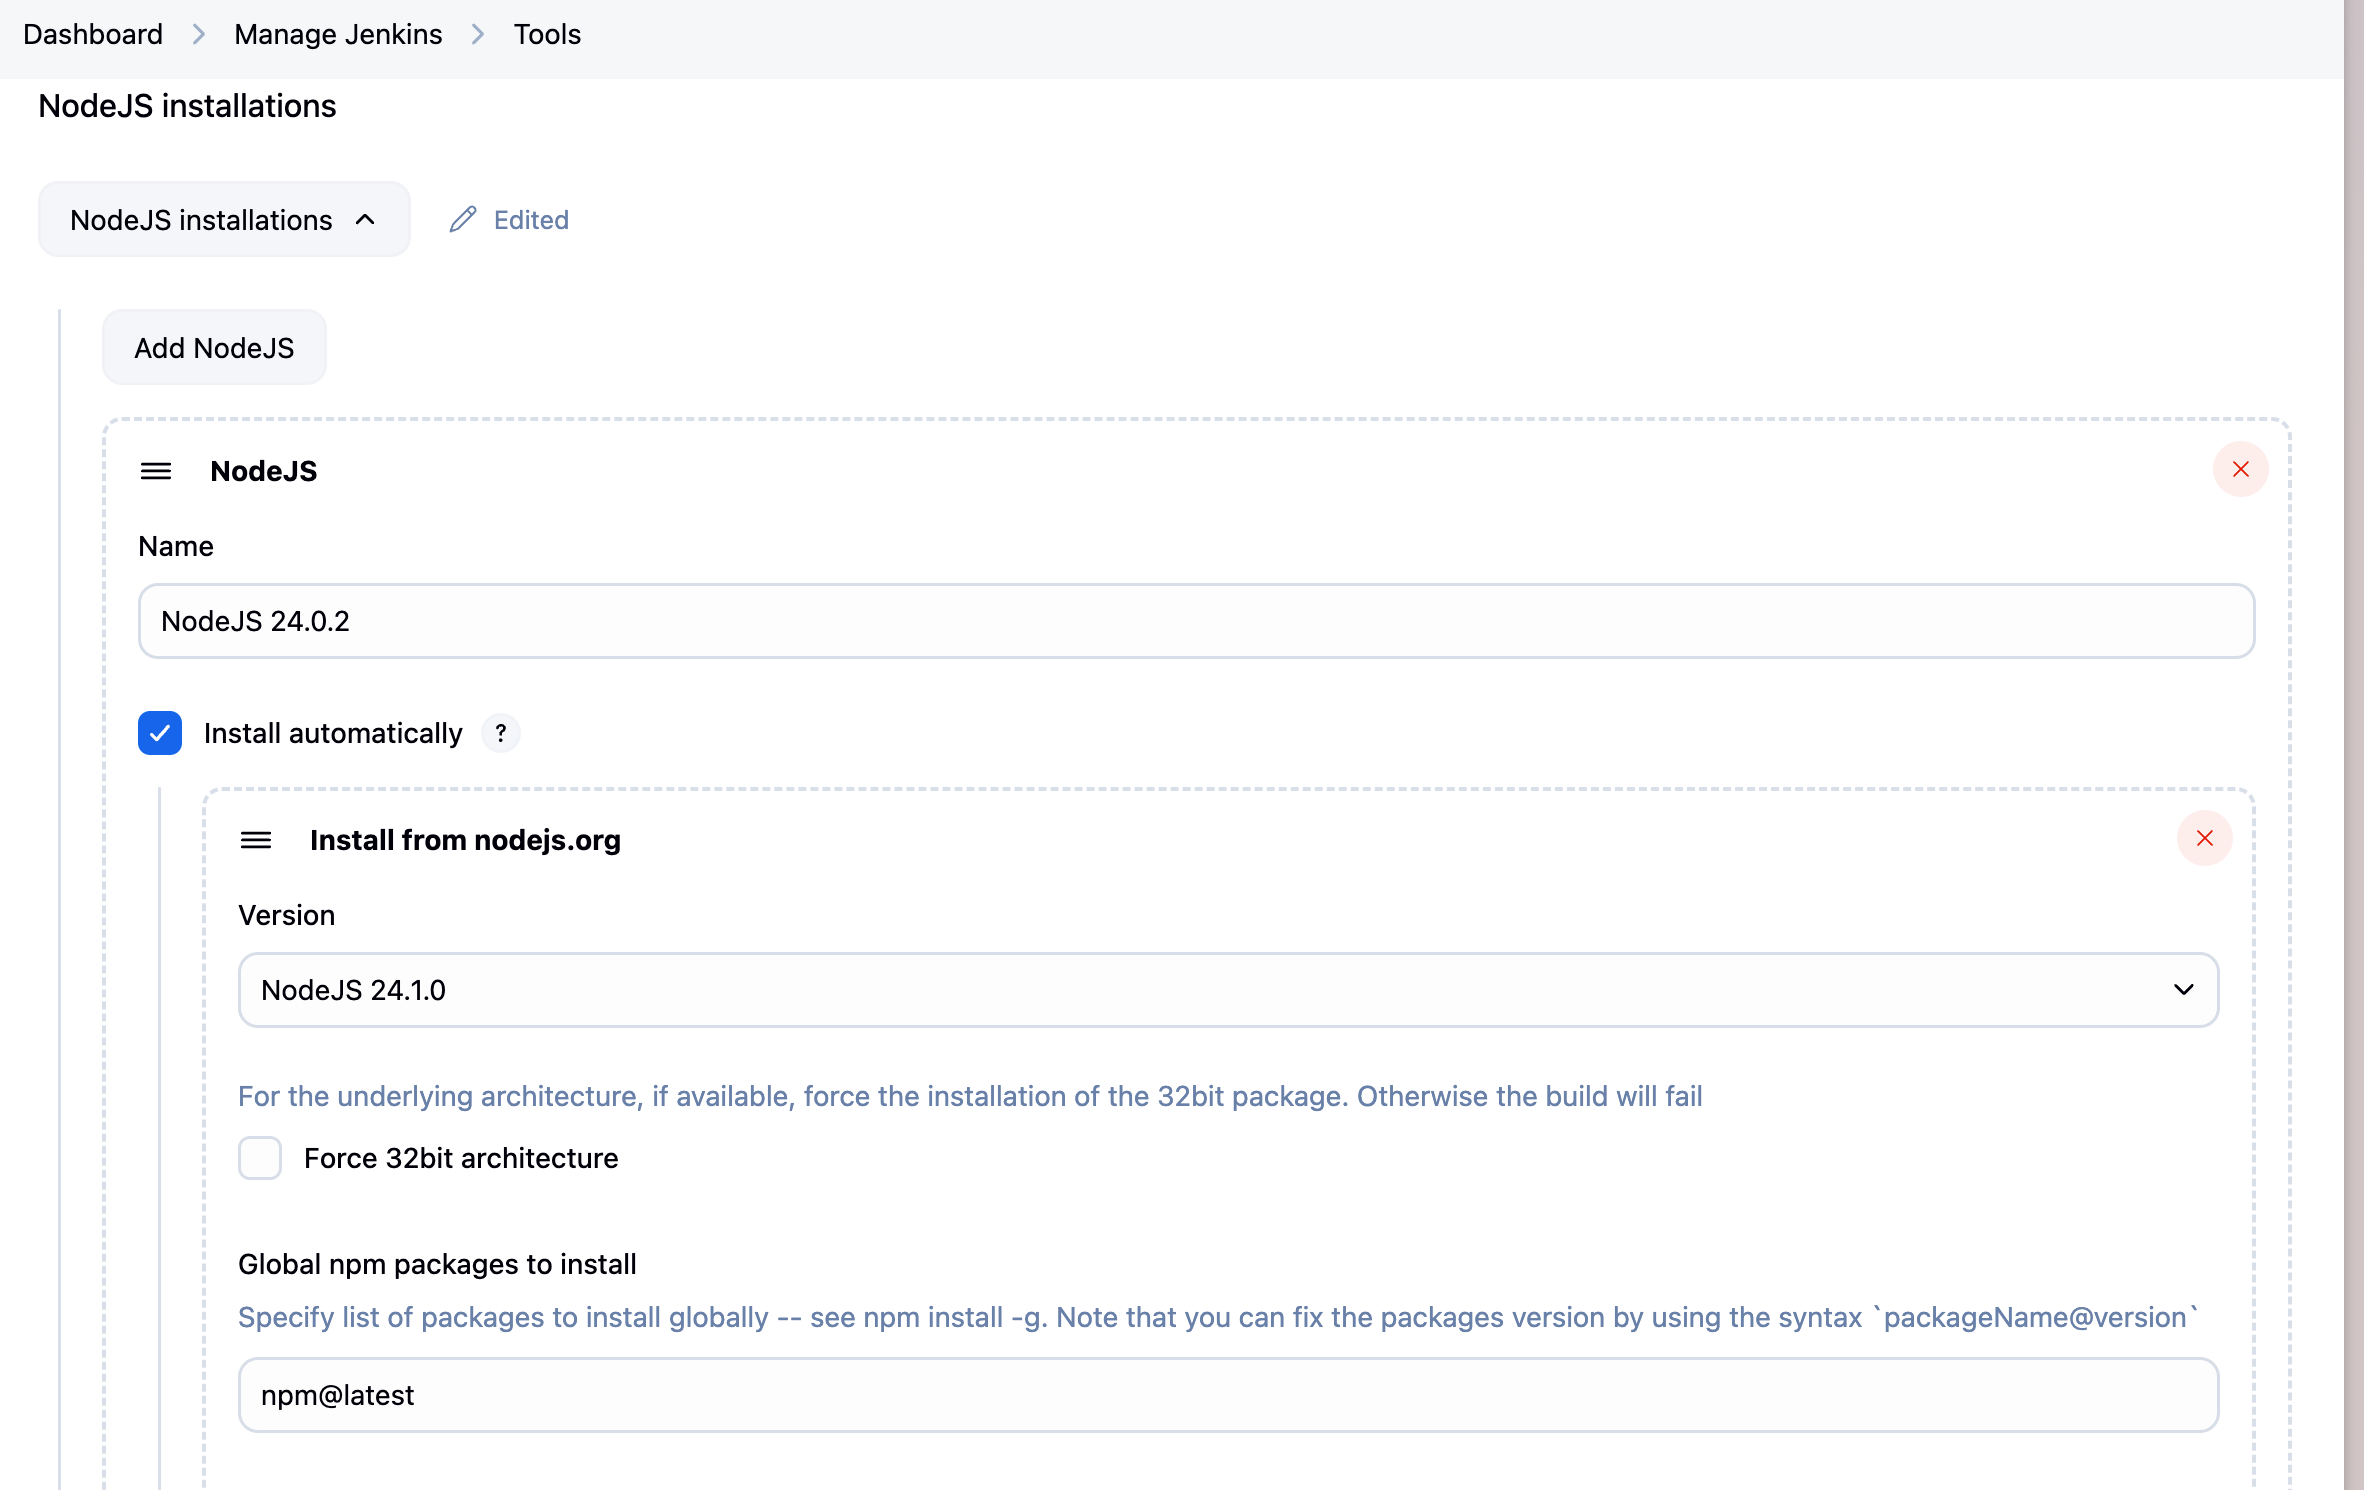 Dashboard > Manage Jenkins > Tools
NodeJS installations
NodeJS installations
Edited
Add NodeJS
NodeJS
Name
NodeJS 24.0.2
Install automatically ?
Install from nodejs.org
Version
NodeJS 24.1.0
For the underlying architecture, if available, force the installation of the 32bit package. Otherwise the build will fail
Force 32bit architecture
Global npm packages to install
Specify list of packages to install globally -- see npm install -g. Note that you can fix the packages version by using the syntax `packageName@version`
npm@latest